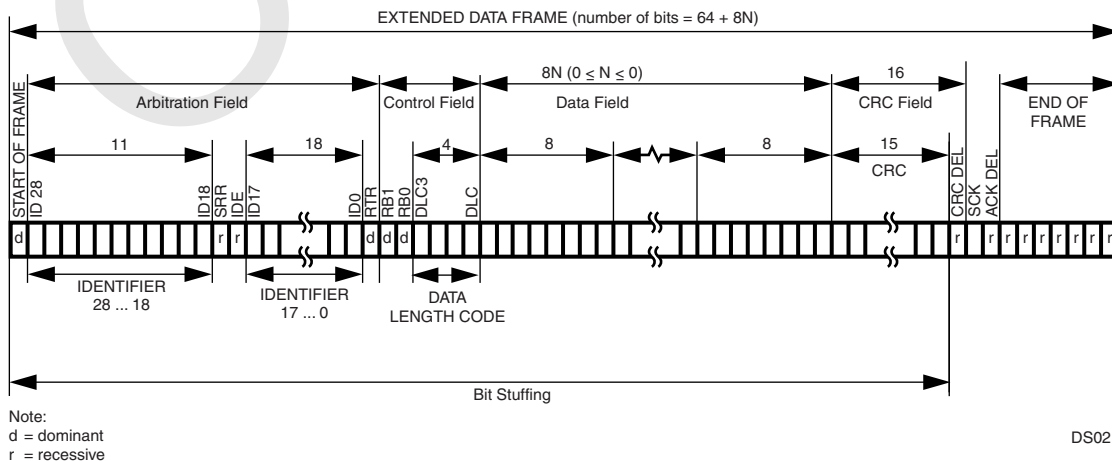 EXTENDED DATA FRAME (number of bits = 64 + 8N)
8N (0 ≤ N ≤ 0)
16
Arbitration Field
Control Field
Data Field
CRC Field
END OF
FRAME
11
18
4
8
8
15
CRC
START OF FRAME
ID 28
ID18
SRR
IDE
ID17
ID0
RTR
RB1
RB0
DLC3
DLC
CRC DEL
SCK
ACK DEL
d r r d d d r r r r r r r r r
IDENTIFIER
28 ... 18
IDENTIFIER
17 ... 0
DATA
LENGTH CODE
Bit Stuffing
Note:
d = dominant
r = recessive
DS02